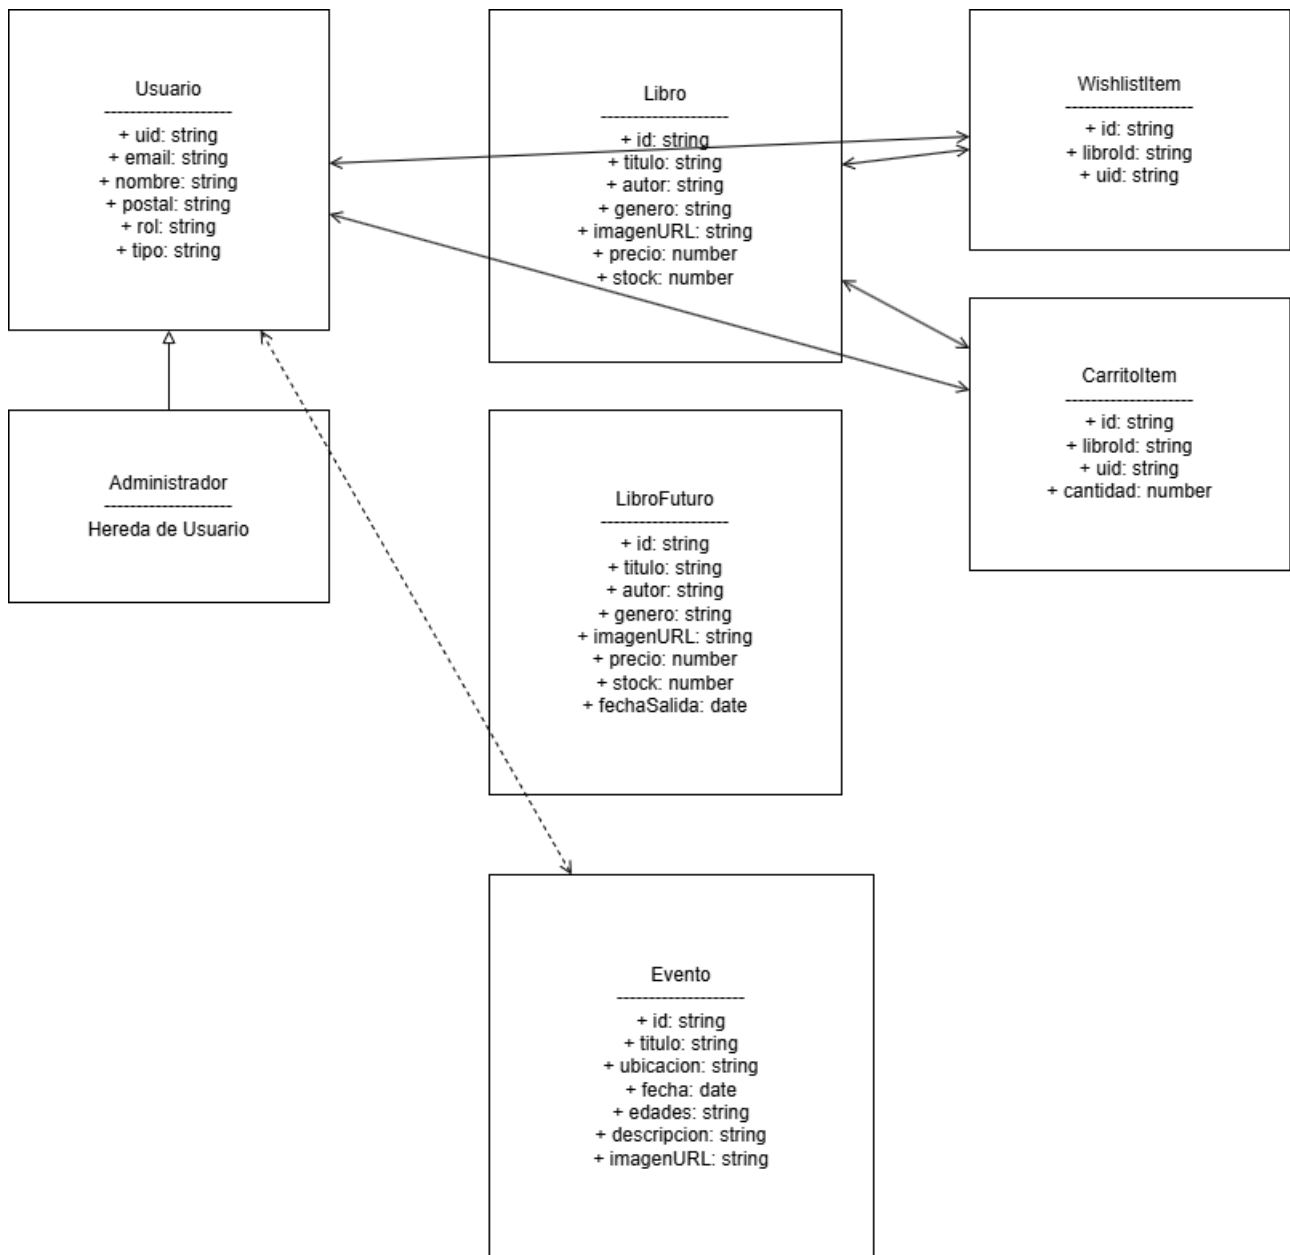 Usuario
--------------------
+ uid: string
+ email: string
+ nombre: string
+ postal: string
+ rol: string
+ tipo: string
Libro
--------------------
+ id: string
+ titulo: string
+ autor: string
+ genero: string
+ imagenURL: string
+ precio: number
+ stock: number
WishlistItem
--------------------
+ id: string
+ libroId: string
+ uid: string
Administrador
--------------------
Hereda de Usuario
LibroFuturo
--------------------
+ id: string
+ titulo: string
+ autor: string
+ genero: string
+ imagenURL: string
+ precio: number
+ stock: number
+ fechaSalida: date
CarritoItem
--------------------
+ id: string
+ libroId: string
+ uid: string
+ cantidad: number
Evento
--------------------
+ id: string
+ titulo: string
+ ubicacion: string
+ fecha: date
+ edades: string
+ descripcion: string
+ imagenURL: string